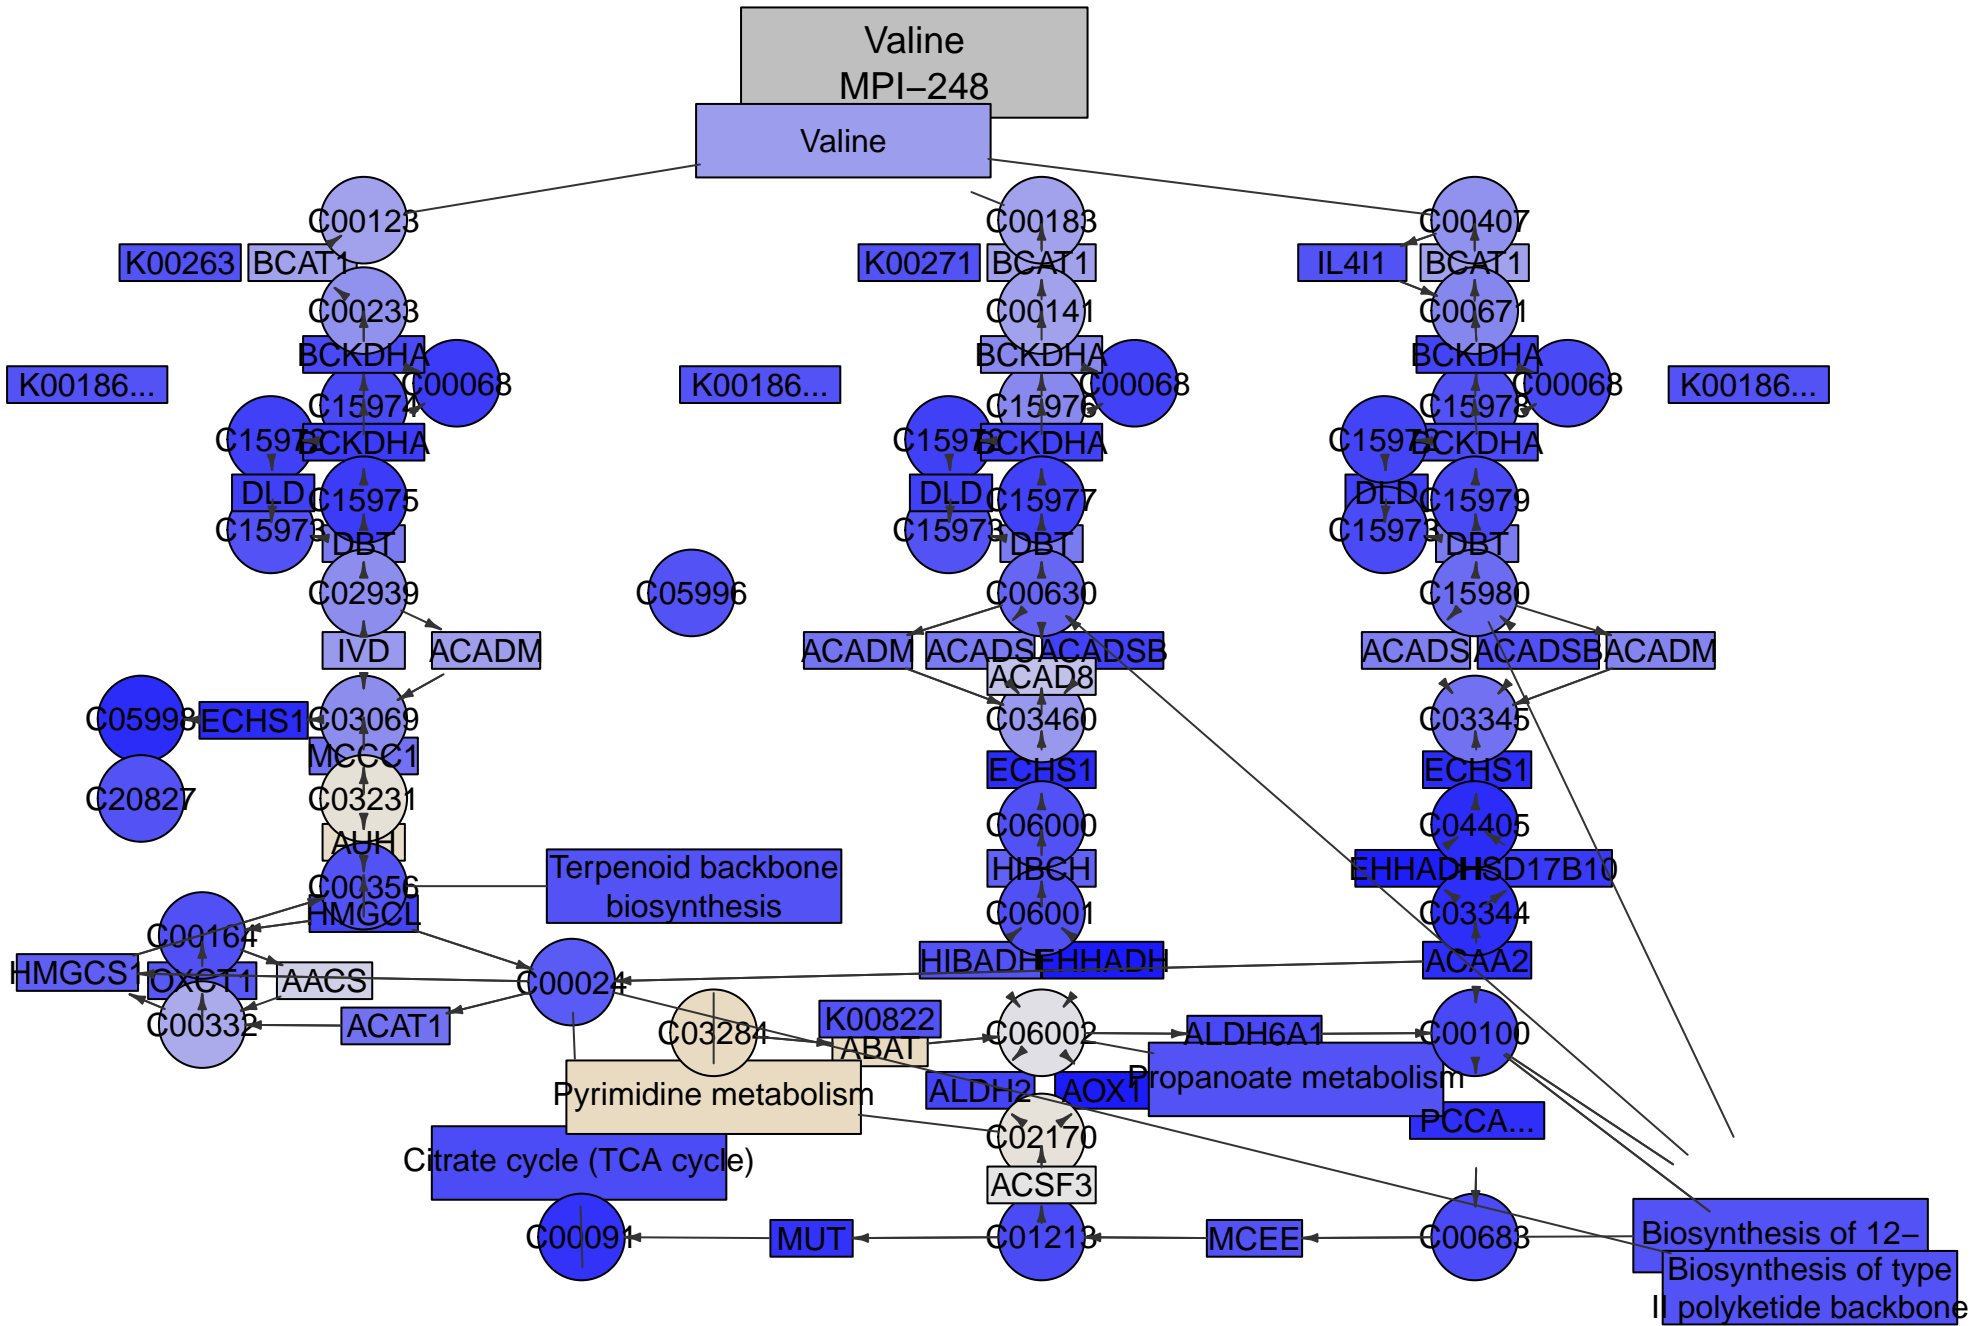 Valine
MPI−248
Valine
C00123
C00183
C00407
K00263
BCAT1
K00271
BCAT1
IL4I1
BCAT1
C00233
C00141
C00671
BCKDHA
BCKDHA
BCKDHA
K00186...
C00068
K00186...
C00068
C00068
K00186...
C15974
C15976
C15978
C15972
BCKDHA
C15972
BCKDHA
C15972
BCKDHA
DLD
C15975
DLD
C15977
DLD
C15979
C15973
C15973
C15973
DBT
DBT
DBT
C02939
C05996
C00630
C15980
IVD
ACADM
ACADM
ACADS
ACADSB
ACADS
ACADSB
ACADM
ACAD8
C05998
ECHS1
C03069
C03460
C03345
MCCC1
ECHS1
ECHS1
C20827
C03231
C06000
C04405
AUH
Terpenoid backbone
biosynthesis
HIBCH
EHHADH
HSD17B10
C00356
C06001
C03344
HMGCL
C00164
HMGCS1
OXCT1
AACS
C00024
HIBADH
EHHADH
ACAA2
C00332
ACAT1
C03284
K00822
ABAT
C06002
ALDH6A1
C00100
Pyrimidine metabolism
ALDH2
AOX1
Propanoate metabolism
PCCA...
C02170
Citrate cycle (TCA cycle)
ACSF3
C00091
MUT
C01213
MCEE
C00683
Biosynthesis of 12−
Biosynthesis of type
II polyketide backbone